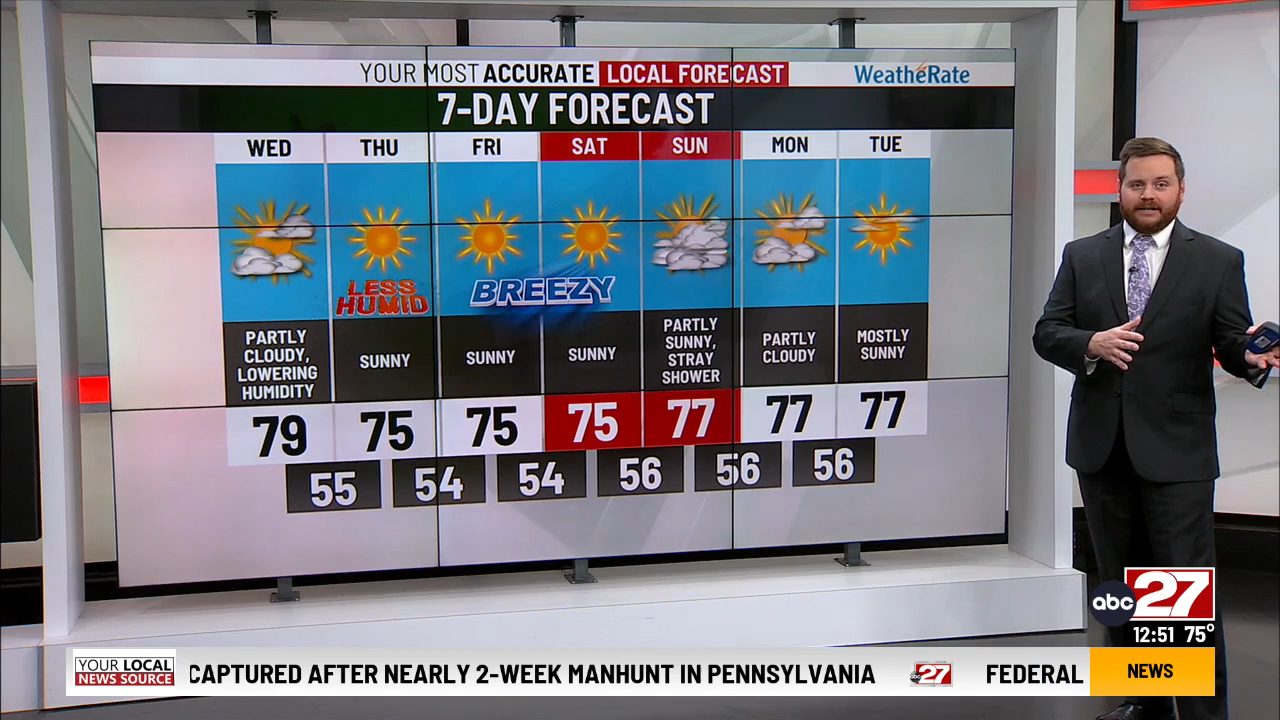 YOUR MOST ACCURATE LOCAL FORECAST WeatheRate
7-DAY FORECAST
WED THU FRI SAT SUN MON TUE
LESS
HUMID
BREEZY
PARTLY
CLOUDY,
LOWERING
HUMIDITY
SUNNY
SUNNY
SUNNY
PARTLY
SUNNY,
STRAY
SHOWER
PARTLY
CLOUDY
MOSTLY
SUNNY
79 75 75 75 77 77 77
55 54 54 56 56 56
abc 27
12:51 75°
YOUR LOCAL
NEWS SOURCE
CAPTURED AFTER NEARLY 2-WEEK MANHUNT IN PENNSYLVANIA abc 27 FEDERAL
NEWS